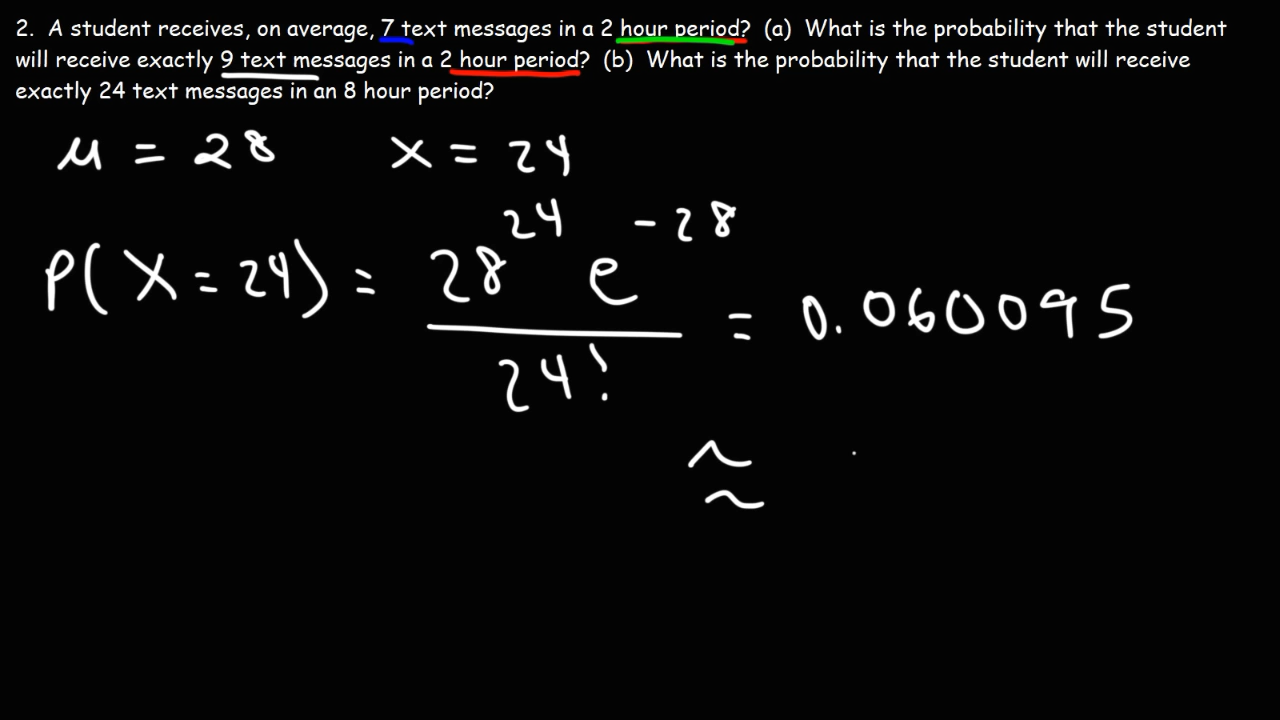 2. A student receives, on average, 7 text messages in a 2 hour period? (a) What is the probability that the student
will receive exactly 9 text messages in a 2 hour period? (b) What is the probability that the student will receive
exactly 24 text messages in an 8 hour period?
μ = 28 x = 24
P(X = 24) = 28^24 e^-28 / 24! = 0.060095
≈